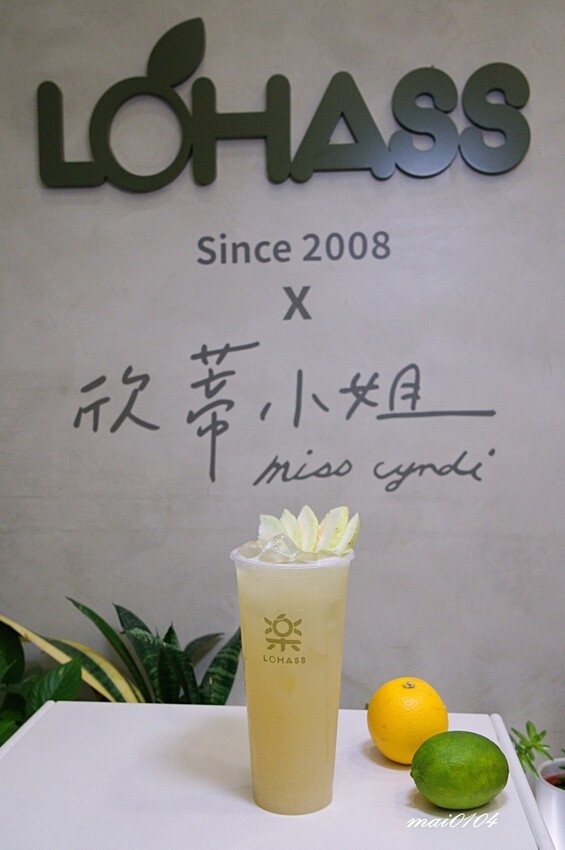 LOHASS
Since 2008
X
欣蒂小姐
miss cyndi
樂
LOHASS
mai0104